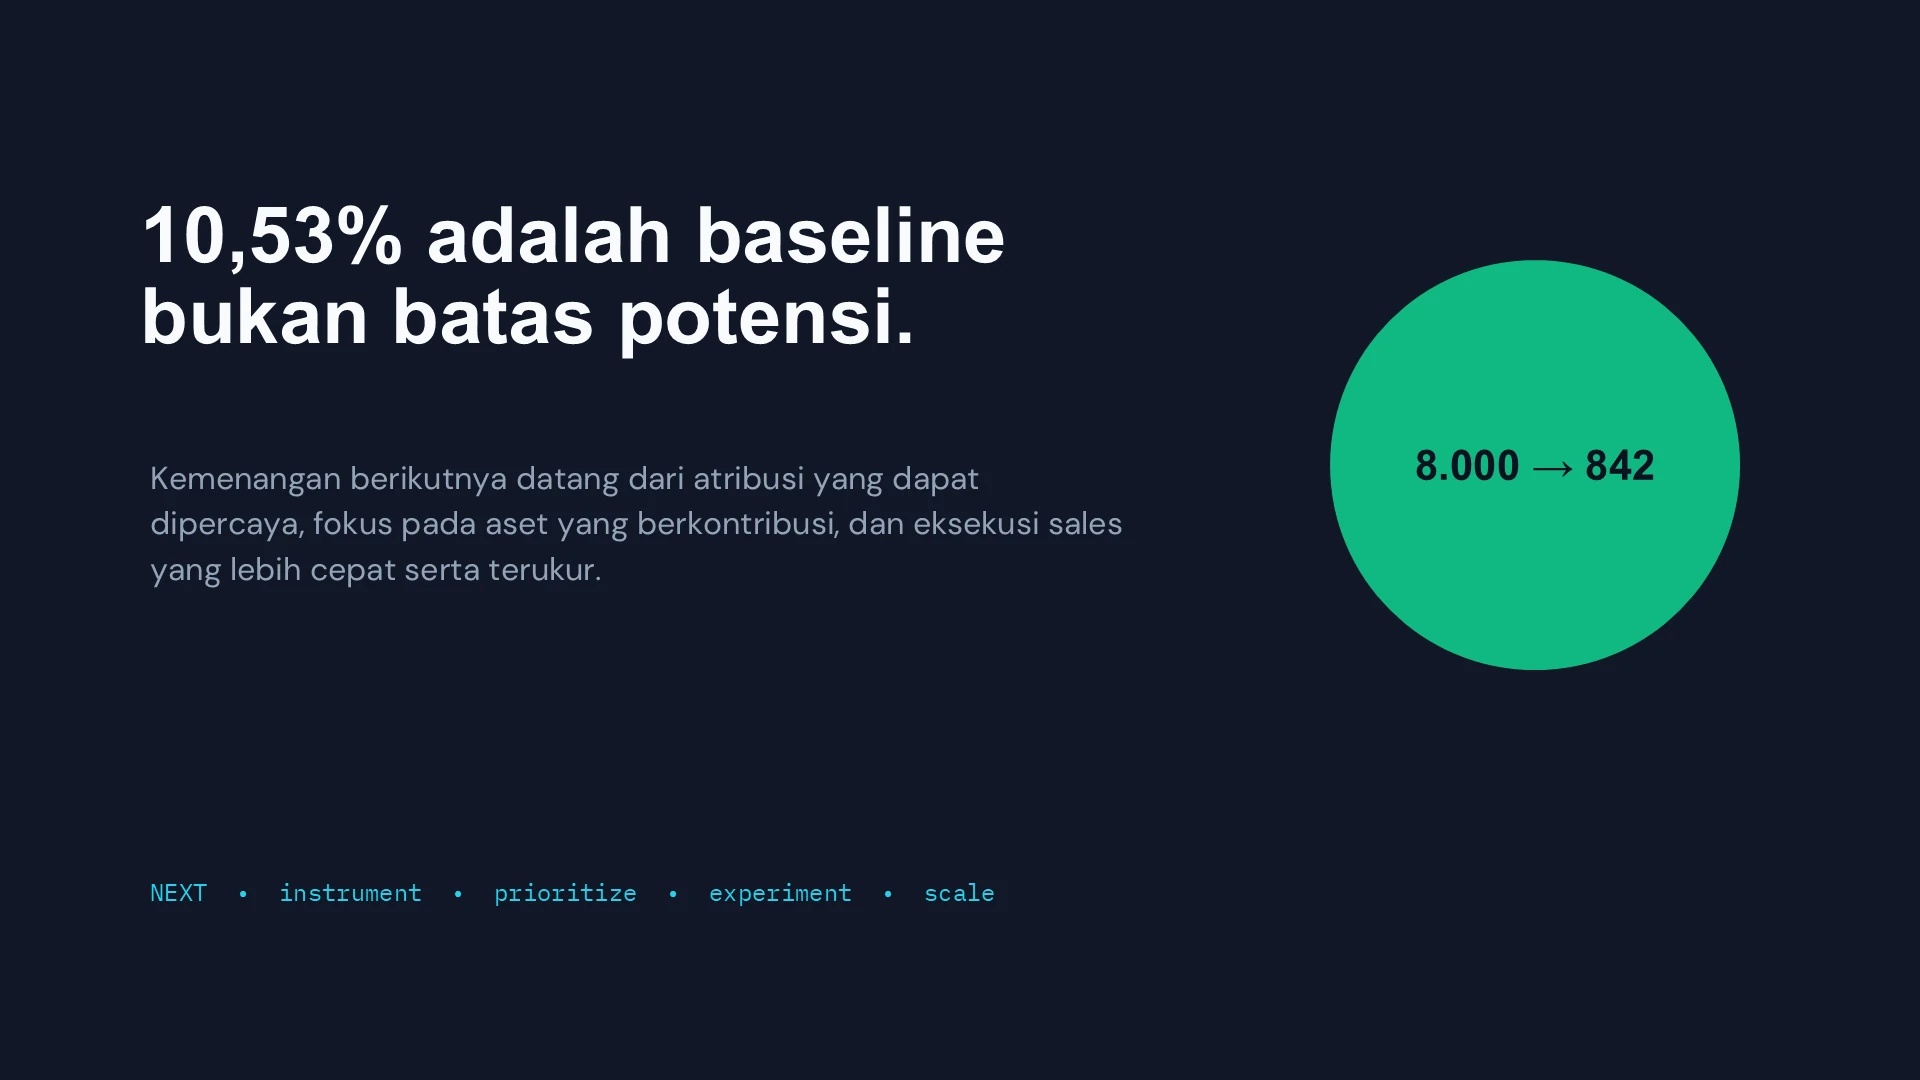 10,53% adalah baseline
bukan batas potensi.
Kemenangan berikutnya datang dari atribusi yang dapat
dipercaya, fokus pada aset yang berkontribusi, dan eksekusi sales
yang lebih cepat serta terukur.
8.000 → 842
NEXT • instrument • prioritize • experiment • scale